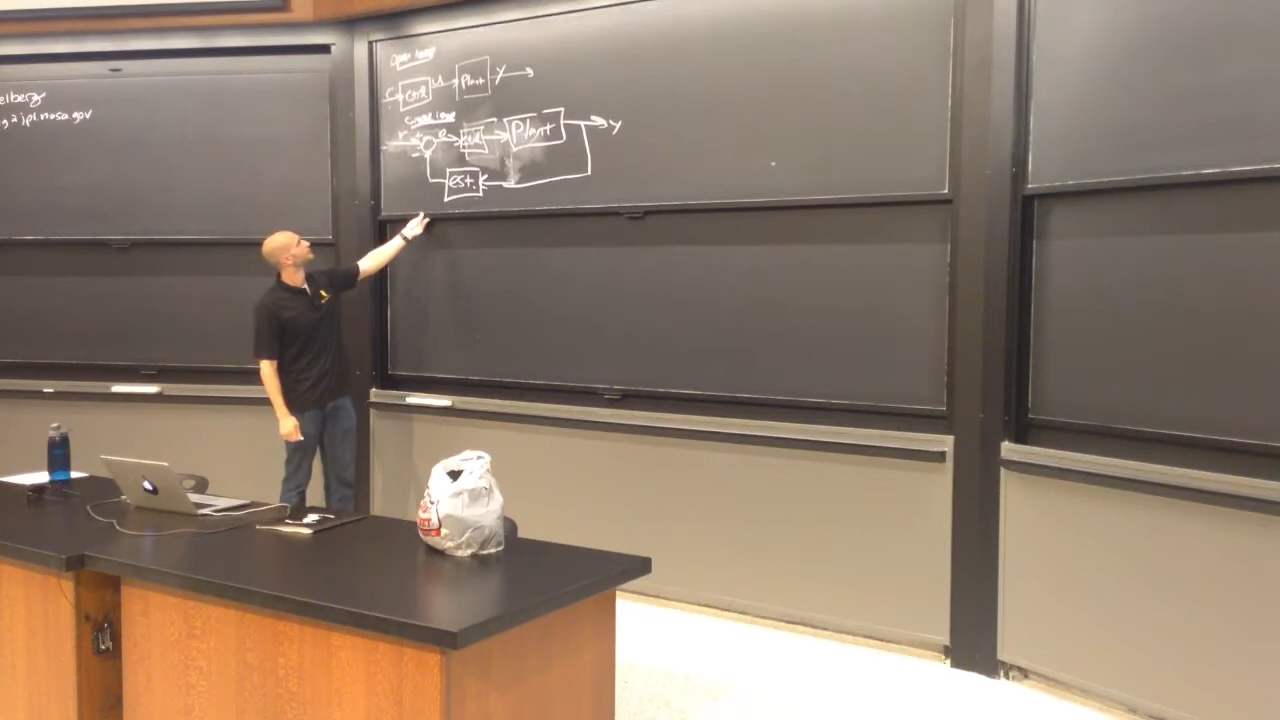 elberg
g@jpl.nasa.gov
open loop
r ctrl u Plant y
closed loop
r + e ctrl Plant y
-
est.